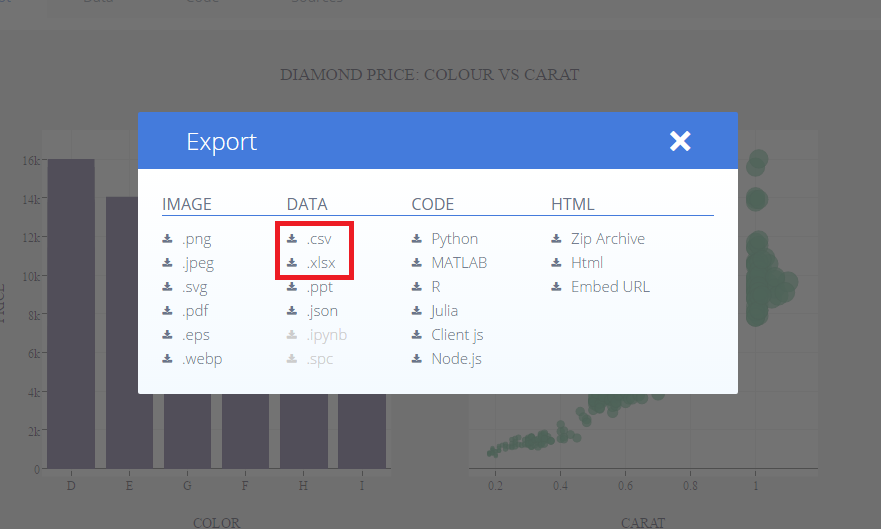 Data Code Sources
DIAMOND PRICE: COLOUR VS CARAT
Export
IMAGE DATA CODE HTML
.png .csv Python Zip Archive
.jpeg .xlsx MATLAB Html
.svg .ppt R Embed URL
.pdf .json Julia
.eps .ipynb Client js
.webp .spc Node.js
16k
14k
12k
10k
8k
6k
4k
2k
0
PRICE
D E G F H I
COLOR
0.2 0.4 0.6 0.8 1
CARAT